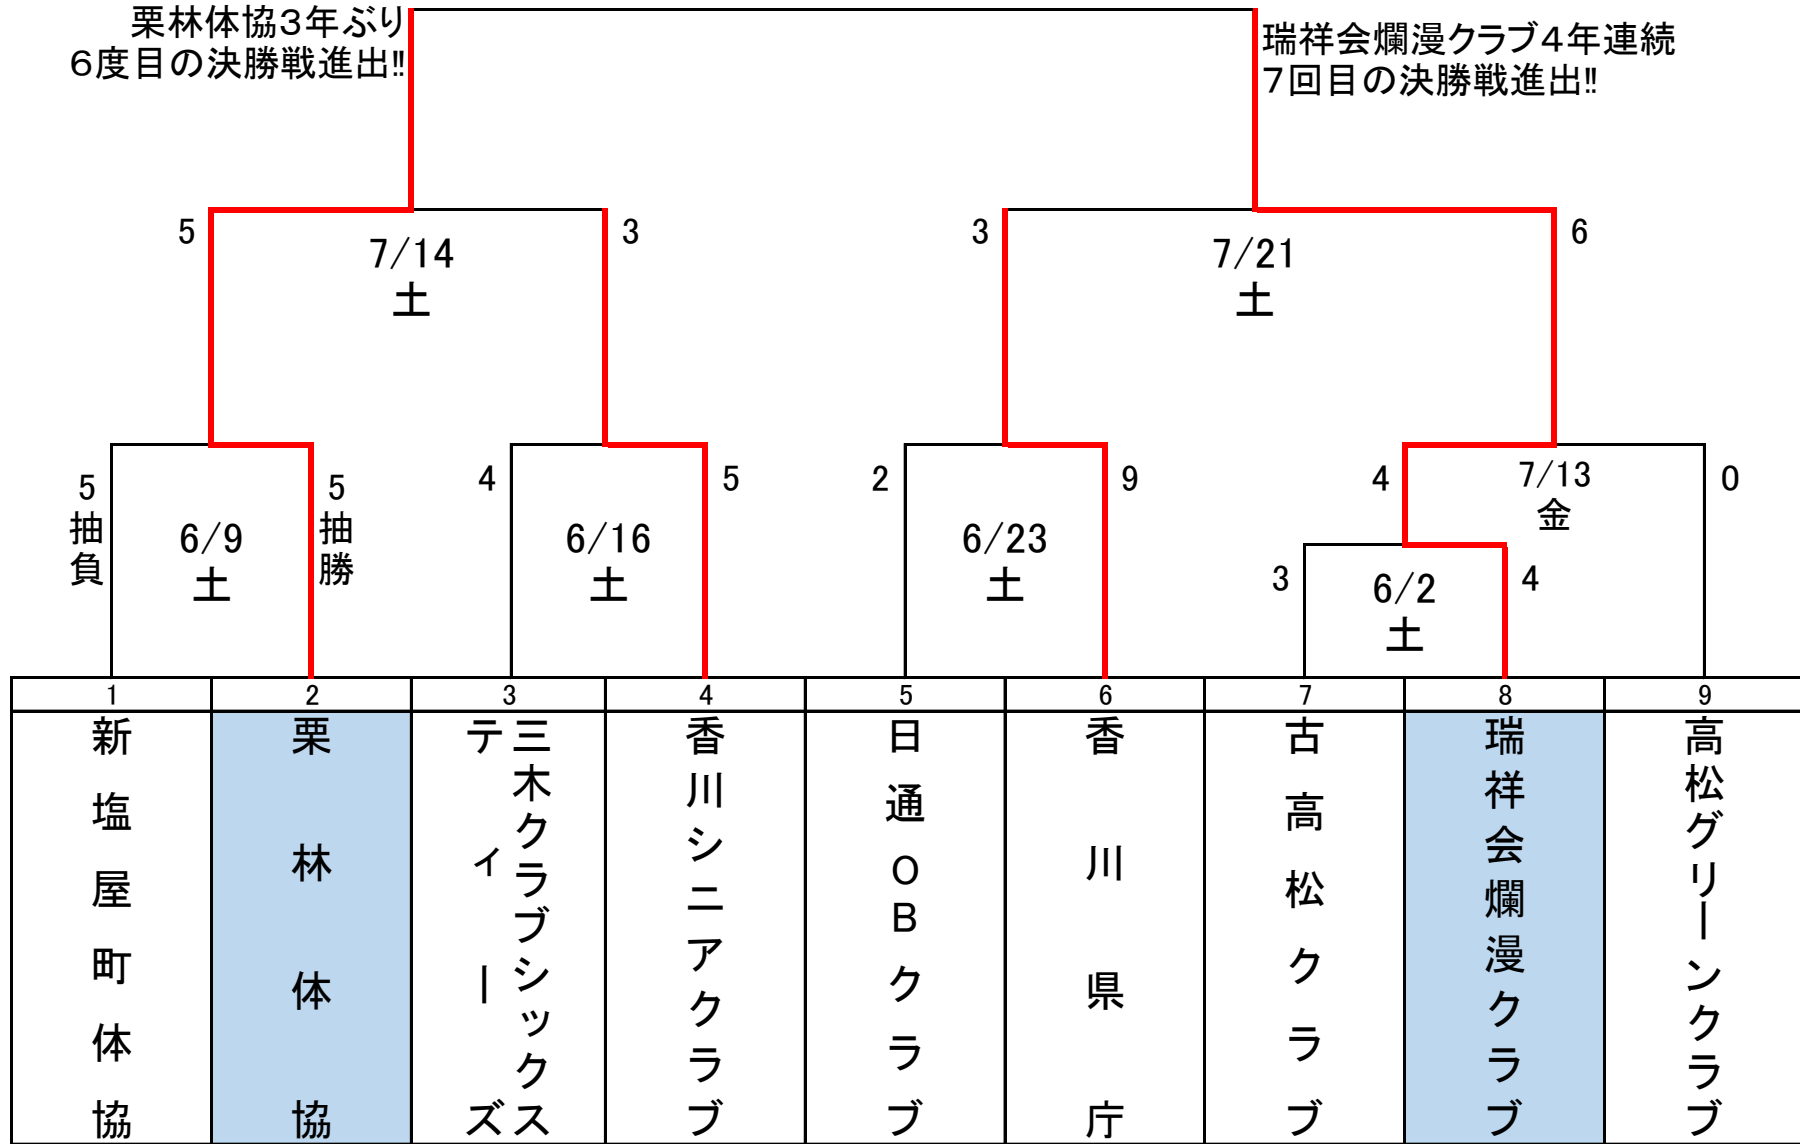 栗林体協3年ぶり
6度目の決勝戦進出!!
瑞祥会爛漫クラブ4年連続
7回目の決勝戦進出!!
5
7/14
土
3
3
7/21
土
6
5
抽
負
6/9
土
5
抽
勝
4
6/16
土
5
2
6/23
土
9
4
7/13
金
0
3
6/2
土
4
1
2
3
4
5
6
7
8
9
新塩屋町体協
栗林体協
三木クラブシックス
ティーズ
香川シニアクラブ
日通OBクラブ
香川県庁
古高松クラブ
瑞祥会爛漫クラブ
高松グリーンクラブ